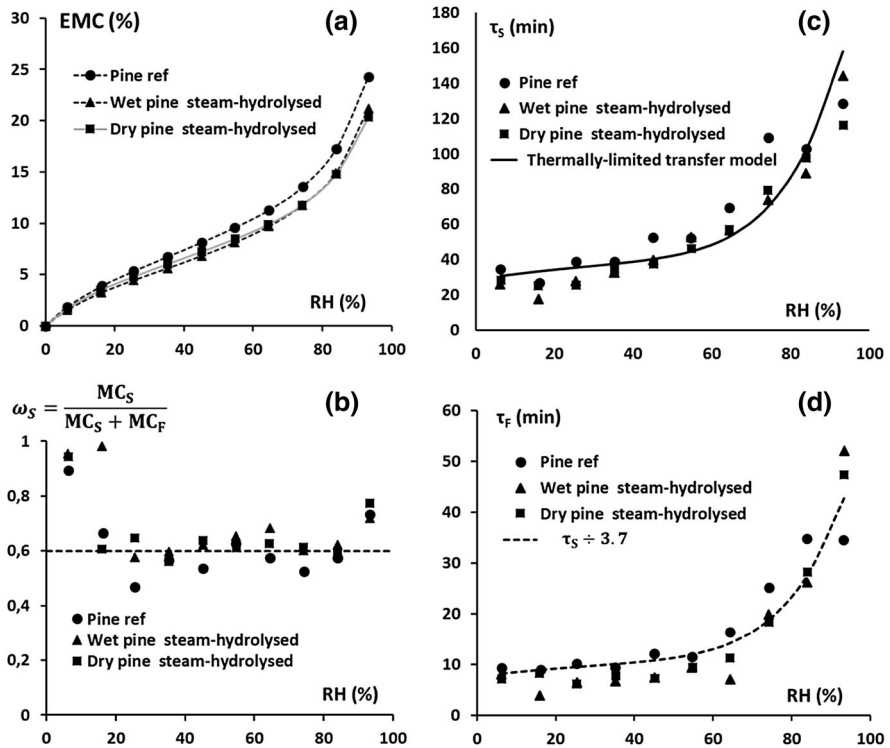 EMC (%)
(a)
30
25
20
15
10
5
0
Pine ref
Wet pine steam-hydrolysed
Dry pine steam-hydrolysed
RH (%)
0 20 40 60 80 100
τS (min)
(c)
180
160
140
120
100
80
60
40
20
0
Pine ref
Wet pine steam-hydrolysed
Dry pine steam-hydrolysed
Thermally-limited transfer model
RH (%)
0 20 40 60 80 100
ωS = MCS / (MCS + MCF)
(b)
1
0,8
0,6
0,4
0,2
0
Pine ref
Wet pine steam-hydrolysed
Dry pine steam-hydrolysed
RH (%)
0 20 40 60 80 100
τF (min)
(d)
60
50
40
30
20
10
0
Pine ref
Wet pine steam-hydrolysed
Dry pine steam-hydrolysed
τS ÷ 3.7
RH (%)
0 20 40 60 80 100